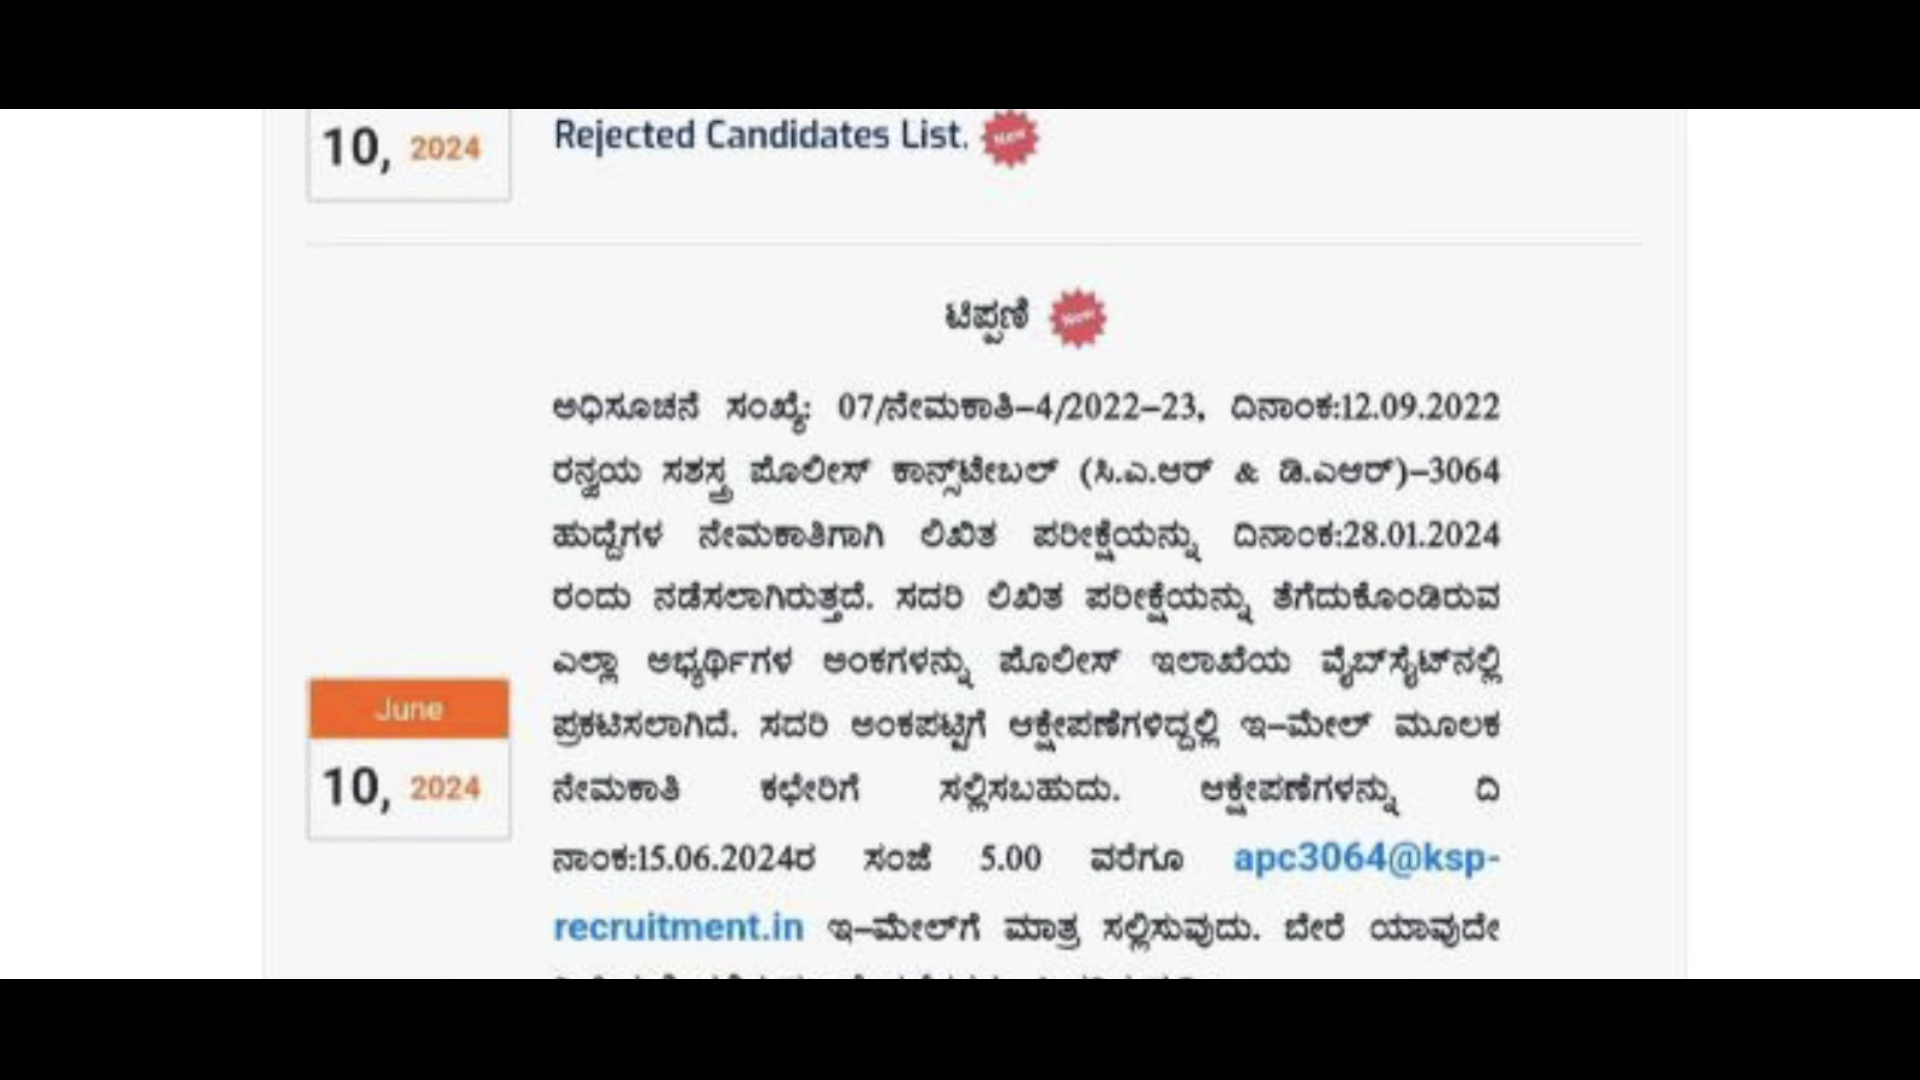 10, 2024
Rejected Candidates List. New
ಟಿಪ್ಪಣಿ New
ಅಧಿಸೂಚನೆ ಸಂಖ್ಯೆ: 07/ನೇಮಕಾತಿ–4/2022–23, ದಿನಾಂಕ:12.09.2022
ರನ್ವಯ ಸಶಸ್ತ್ರ ಪೊಲೀಸ್ ಕಾನ್ಸ್‌ಟೇಬಲ್ (ಸಿ.ಎ.ಆರ್ & ಡಿ.ಎಆರ್)–3064
ಹುದ್ದೆಗಳ ನೇಮಕಾತಿಗಾಗಿ ಲಿಖಿತ ಪರೀಕ್ಷೆಯನ್ನು ದಿನಾಂಕ:28.01.2024
ರಂದು ನಡೆಸಲಾಗಿರುತ್ತದೆ. ಸದರಿ ಲಿಖಿತ ಪರೀಕ್ಷೆಯನ್ನು ತೆಗೆದುಕೊಂಡಿರುವ
ಎಲ್ಲಾ ಅಭ್ಯರ್ಥಿಗಳ ಅಂಕಗಳನ್ನು ಪೊಲೀಸ್ ಇಲಾಖೆಯ ವೈಬ್‌ಸೈಟ್‌ನಲ್ಲಿ
ಪ್ರಕಟಿಸಲಾಗಿದೆ. ಸದರಿ ಅಂಕಪಟ್ಟಿಗೆ ಆಕ್ಷೇಪಣೆಗಳಿದ್ದಲ್ಲಿ ಇ–ಮೇಲ್ ಮೂಲಕ
ನೇಮಕಾತಿ ಕಛೇರಿಗೆ ಸಲ್ಲಿಸಬಹುದು. ಆಕ್ಷೇಪಣೆಗಳನ್ನು ದಿ
ನಾಂಕ:15.06.2024ರ ಸಂಜೆ 5.00 ವರೆಗೂ apc3064@ksp-
recruitment.in ಇ–ಮೇಲ್‌ಗೆ ಮಾತ್ರ ಸಲ್ಲಿಸುವುದು. ಬೇರೆ ಯಾವುದೇ
June
10, 2024